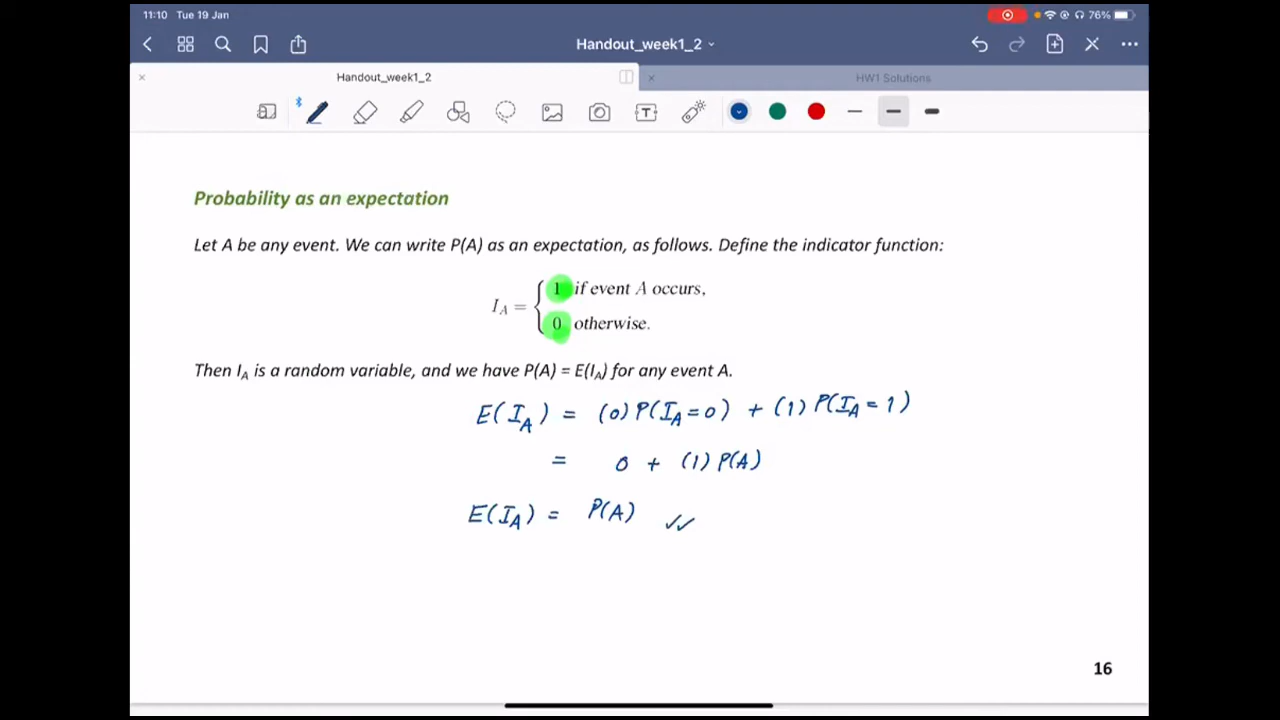 11:10 Tue 19 Jan
76%
Handout_week1_2
Handout_week1_2
HW1 Solutions
T
Probability as an expectation
Let A be any event. We can write P(A) as an expectation, as follows. Define the indicator function:
I_A = { 1 if event A occurs,
0 otherwise.
Then I_A is a random variable, and we have P(A) = E(I_A) for any event A.
E(I_A) = (0) P(I_A = 0) + (1) P(I_A = 1)
= 0 + (1) P(A)
E(I_A) = P(A) ✓✓
16